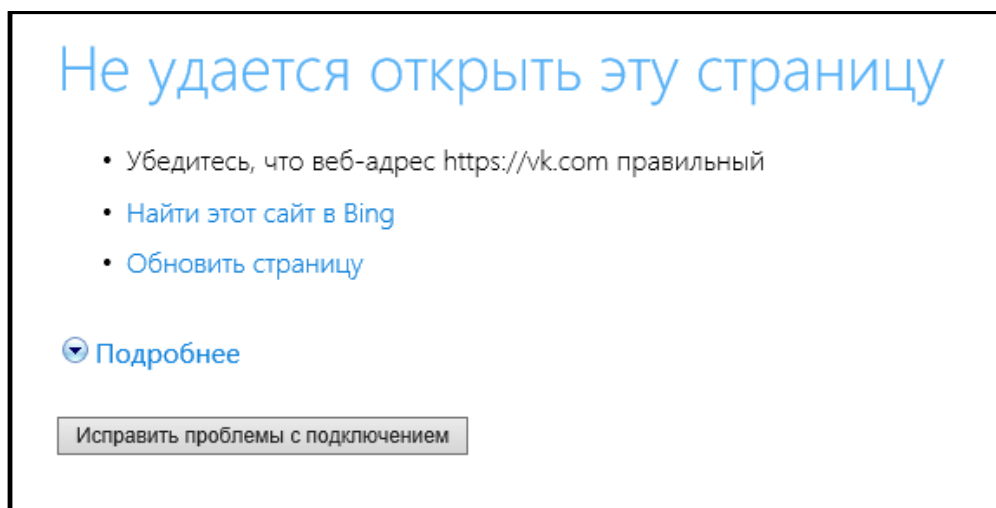 Не удается открыть эту страницу
• Убедитесь, что веб-адрес https://vk.com правильный
• Найти этот сайт в Bing
• Обновить страницу
Подробнее
Исправить проблемы с подключением